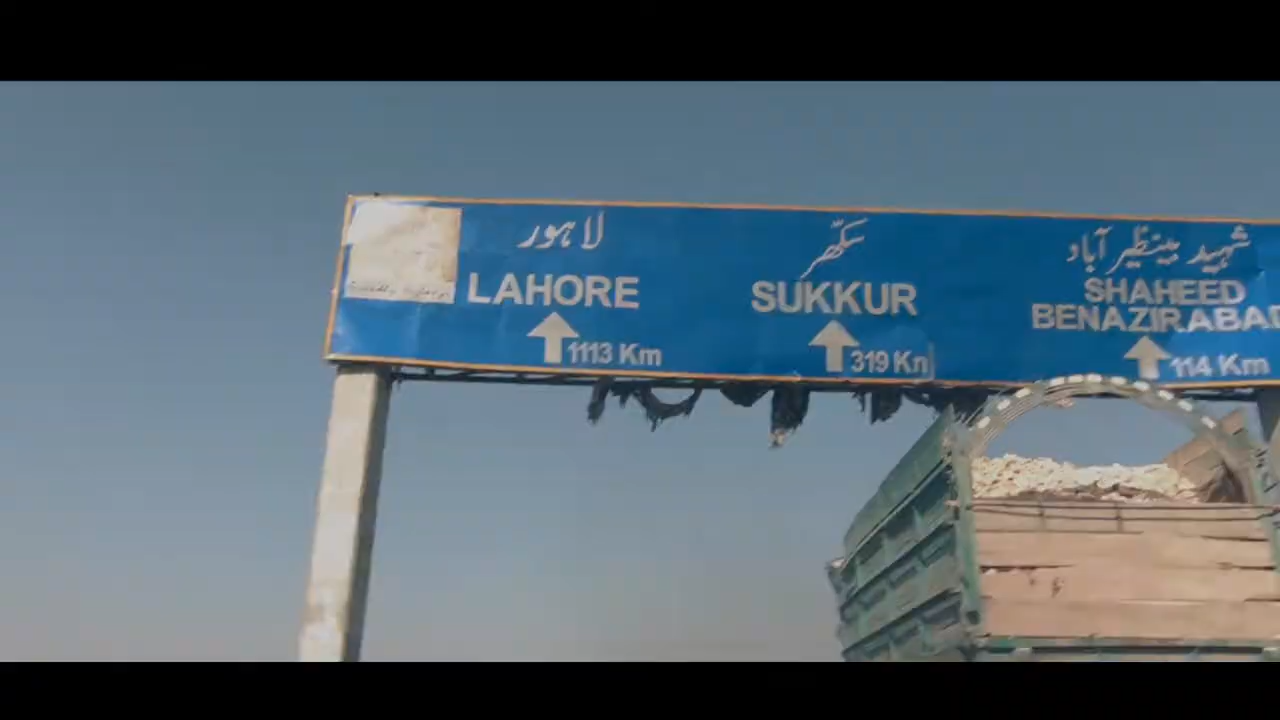 لاہور
LAHORE
1113 Km
سکھر
SUKKUR
319 Km
شہید بینظیر آباد
SHAHEED
BENAZIRABAD
114 Km